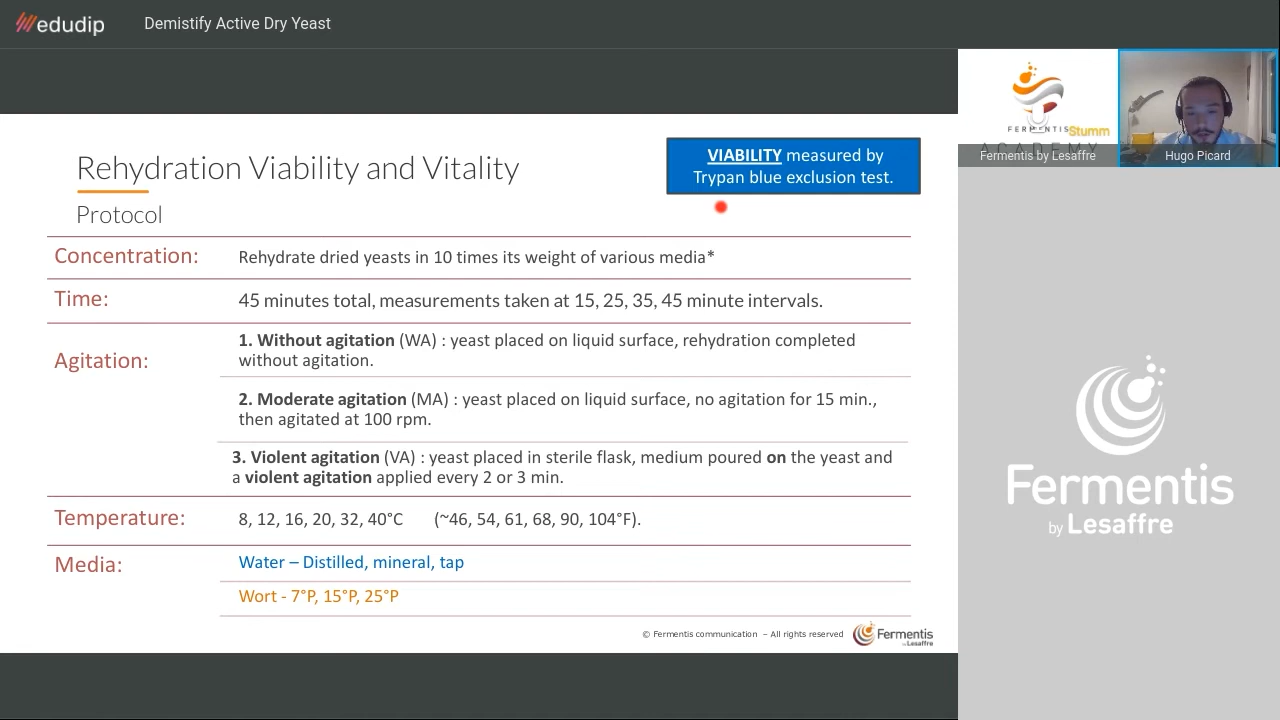 edudip
Demistify Active Dry Yeast
Rehydration Viability and Vitality
Protocol
VIABILITY measured by
Trypan blue exclusion test.
Concentration:
Rehydrate dried yeasts in 10 times its weight of various media*
Time:
45 minutes total, measurements taken at 15, 25, 35, 45 minute intervals.
Agitation:
1. Without agitation (WA) : yeast placed on liquid surface, rehydration completed
without agitation.
2. Moderate agitation (MA) : yeast placed on liquid surface, no agitation for 15 min.,
then agitated at 100 rpm.
3. Violent agitation (VA) : yeast placed in sterile flask, medium poured on the yeast and
a violent agitation applied every 2 or 3 min.
Temperature:
8, 12, 16, 20, 32, 40°C (~46, 54, 61, 68, 90, 104°F).
Media:
Water – Distilled, mineral, tap
Wort - 7°P, 15°P, 25°P
© Fermentis communication – All rights reserved
Fermentis
by Lesaffre
FERMENTIS
Stumm
ACADEMY
Fermentis by Lesaffre
Hugo Picard
Fermentis
by Lesaffre